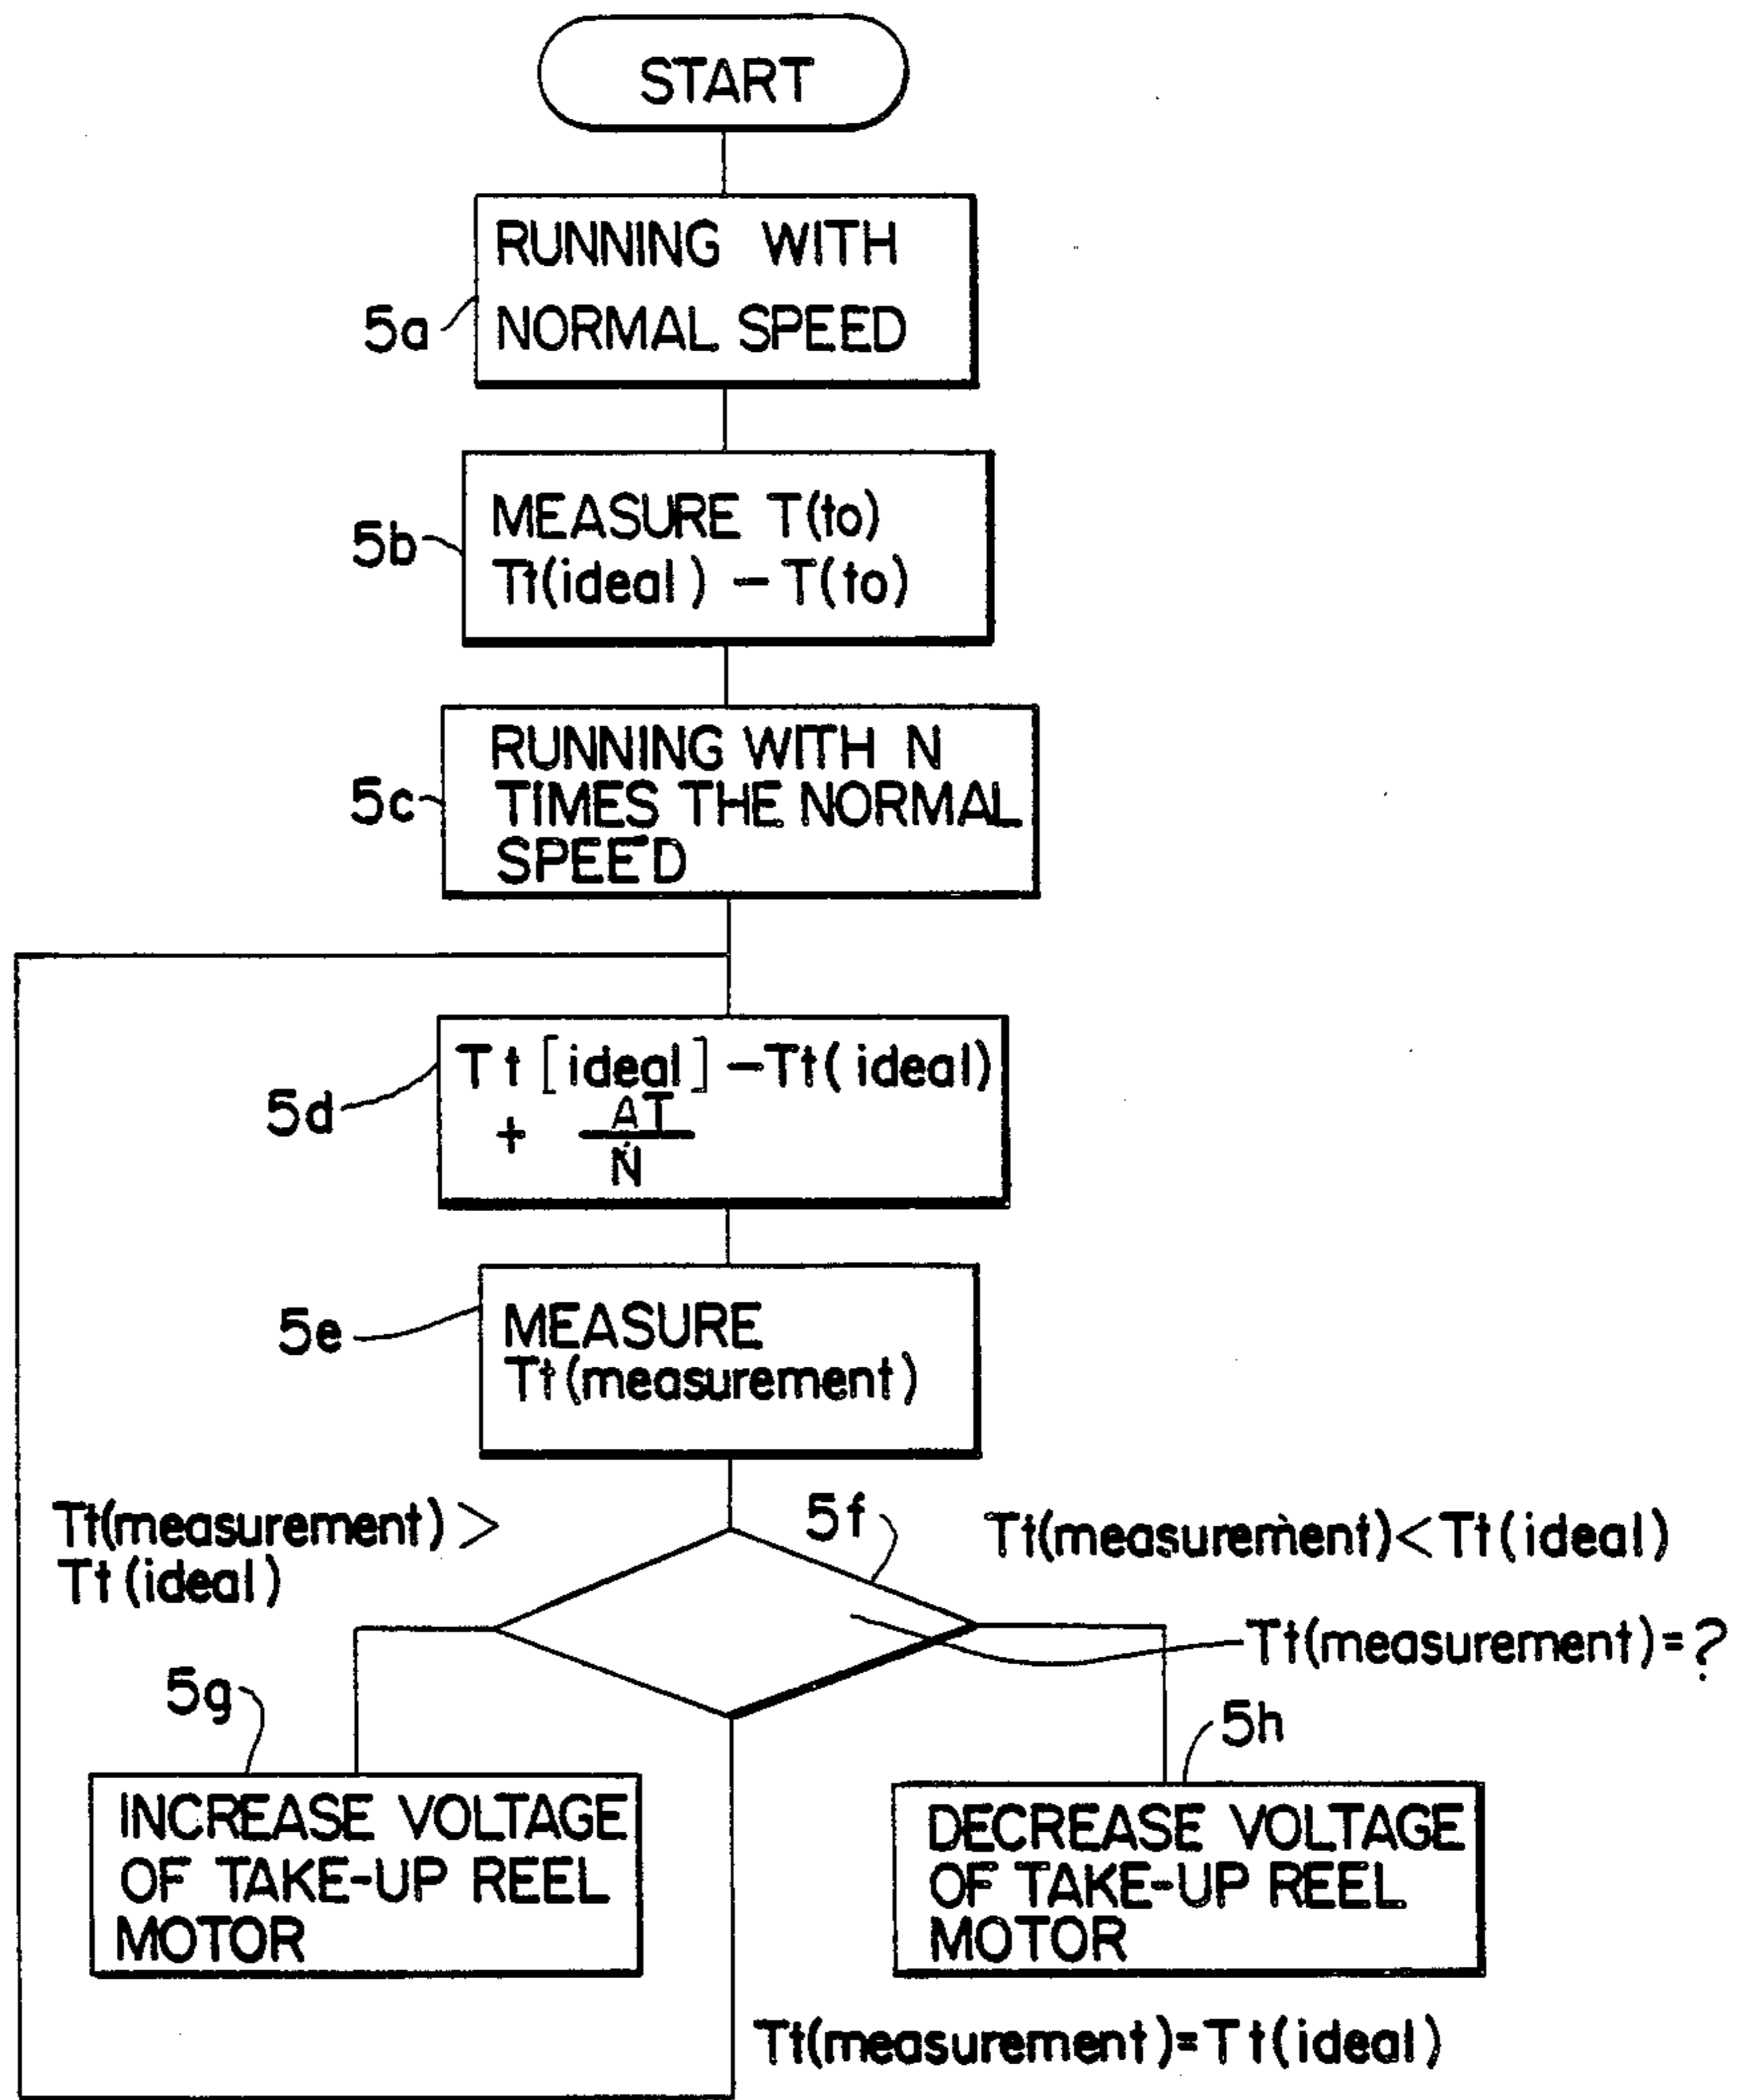 START
RUNNING WITH
NORMAL SPEED
5a
MEASURE T(to)
Tt(ideal) – T(to)
5b
RUNNING WITH N
TIMES THE NORMAL
SPEED
5c
Tt [ideal] – Tt(ideal)
+ AT
N
5d
MEASURE
Tt(measurement)
5e
Tt(measurement) >
Tt(ideal)
5f
Tt(measurement)<Tt(ideal)
Tt(measurement)=?
5g
5h
INCREASE VOLTAGE
OF TAKE-UP REEL
MOTOR
DECREASE VOLTAGE
OF TAKE-UP REEL
MOTOR
Tt(measurement)=Tt(ideal)